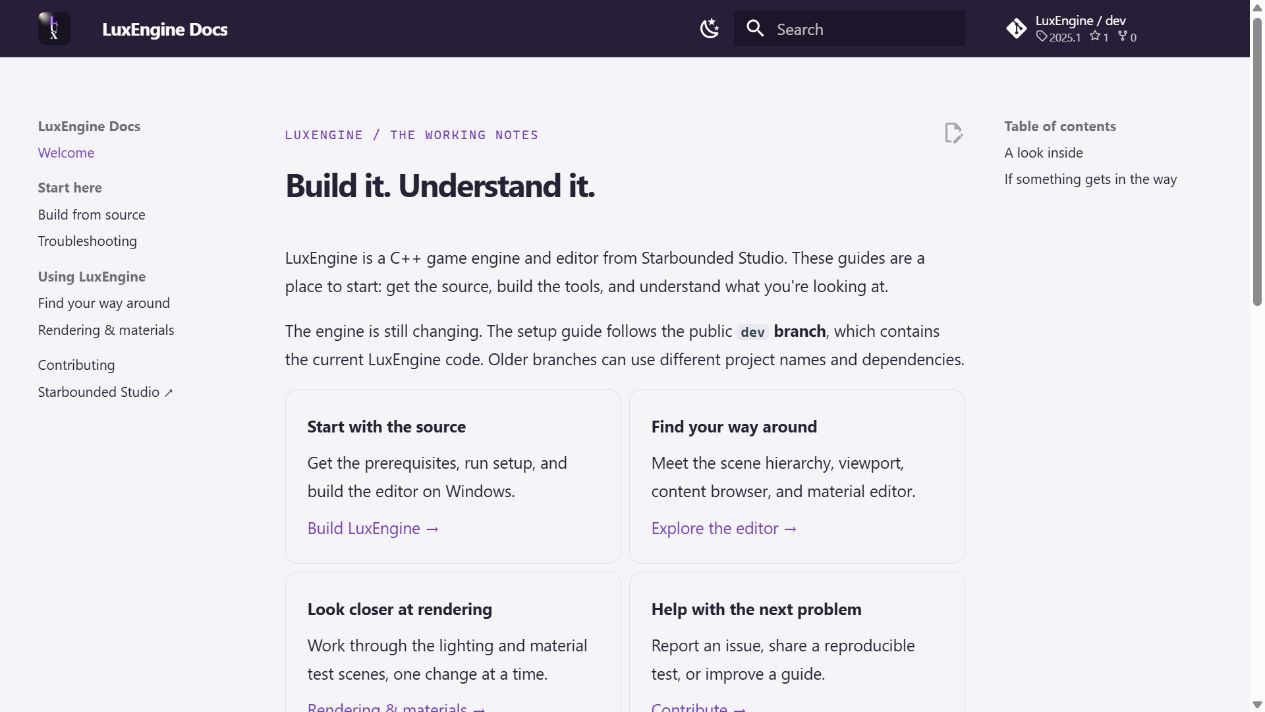 LuxEngine Docs
Search
LuxEngine / dev
2025.1 1 0
LuxEngine Docs
Welcome
Start here
Build from source
Troubleshooting
Using LuxEngine
Find your way around
Rendering & materials
Contributing
Starbounded Studio ↗
LUXENGINE / THE WORKING NOTES
Build it. Understand it.
LuxEngine is a C++ game engine and editor from Starbounded Studio. These guides are a
place to start: get the source, build the tools, and understand what you're looking at.
The engine is still changing. The setup guide follows the public dev branch, which contains
the current LuxEngine code. Older branches can use different project names and dependencies.
Start with the source
Get the prerequisites, run setup, and
build the editor on Windows.
Build LuxEngine →
Find your way around
Meet the scene hierarchy, viewport,
content browser, and material editor.
Explore the editor →
Look closer at rendering
Work through the lighting and material
test scenes, one change at a time.
Rendering & materials →
Help with the next problem
Report an issue, share a reproducible
test, or improve a guide.
Contribute →
Table of contents
A look inside
If something gets in the way